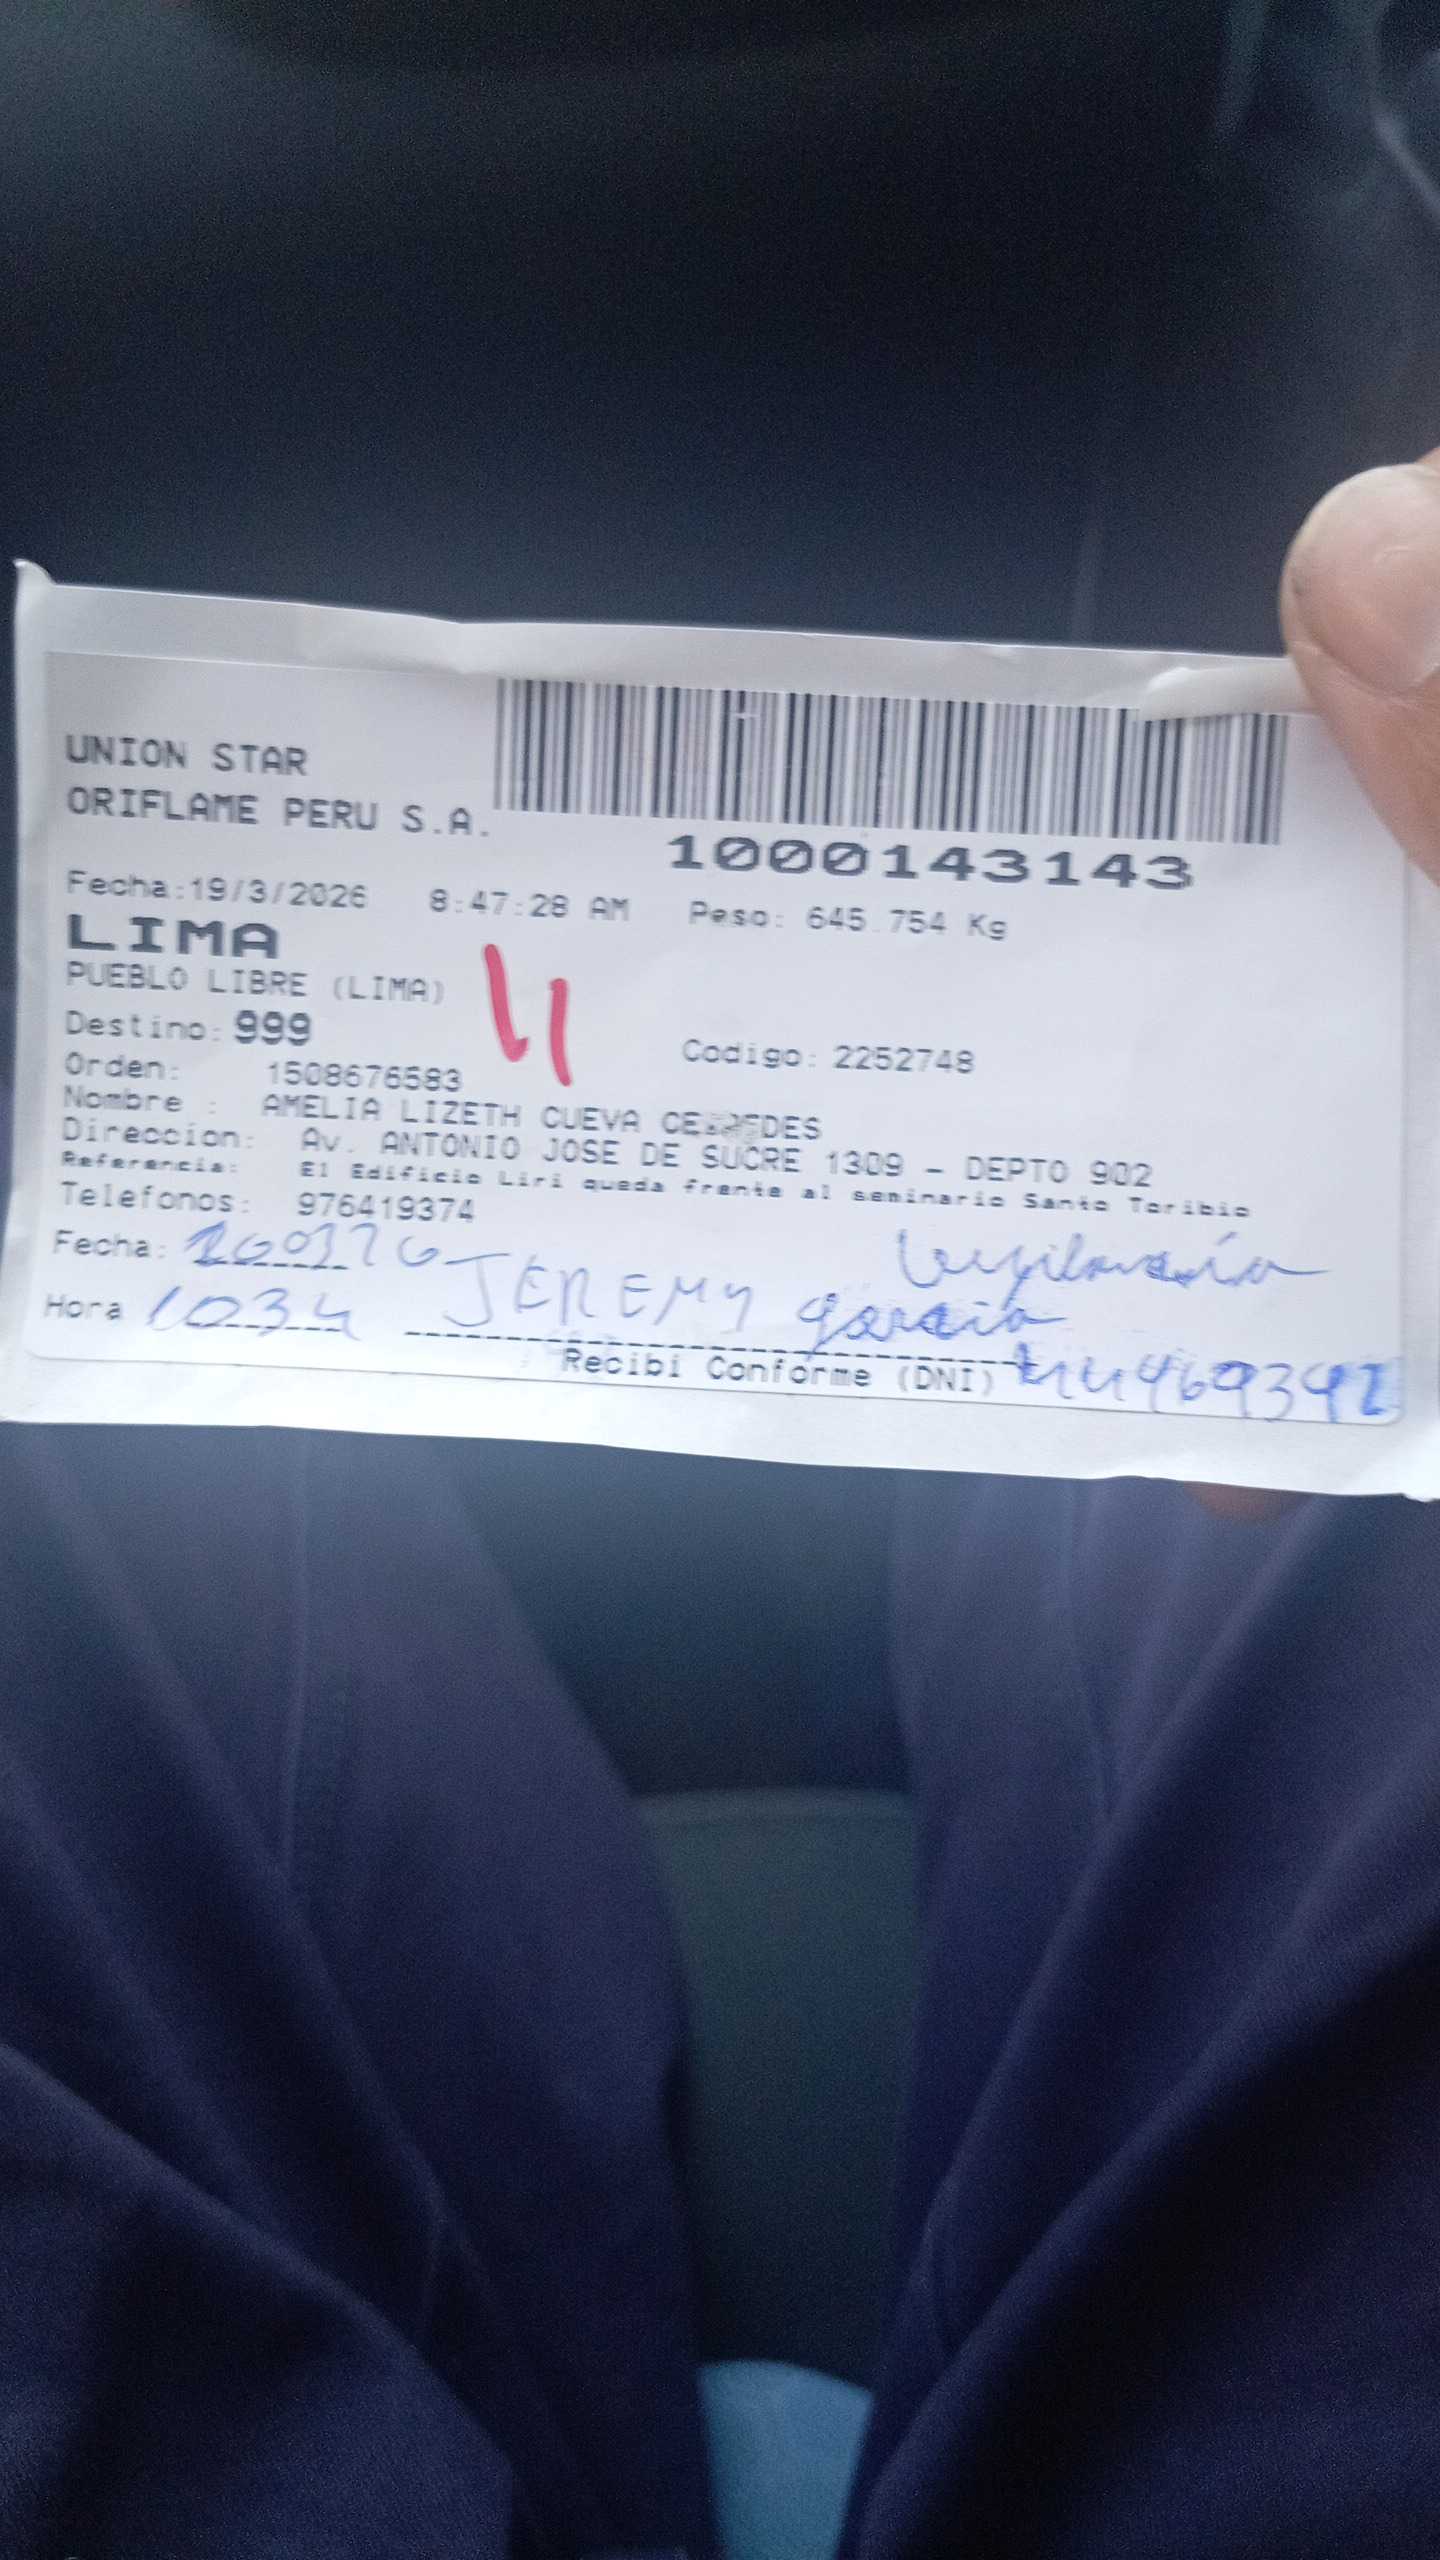 UNION STAR
ORIFLAME PERU S.A.
1000143143
Fecha:19/3/2026 8:47:28 AM Peso: 645.754 Kg
LIMA
PUEBLO LIBRE (LIMA)
Destino: 999 Codigo: 2252748
Orden: 1508676583
Nombre : AMELIA LIZETH CUEVA
Direccion: Av. ANTONIO JOSE DE SUCRE 1309 - DEPTO 902
Referencia: El Edificio Liri queda frente al seminario Santo Toribio
Telefonos: 976419374
Fecha: Vigilancia
Hora 1034 JEREMY García
Recibi Conforme (DNI)